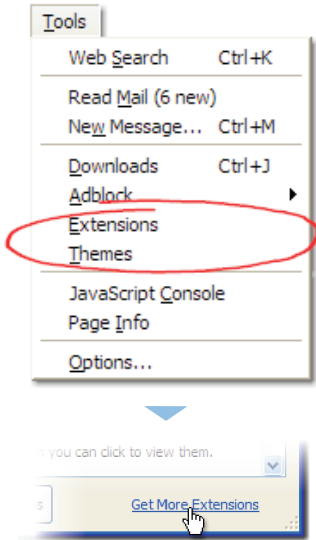 Tools
Web Search Ctrl+K
Read Mail (6 new)
New Message... Ctrl+M
Downloads Ctrl+J
Adblock
Extensions
Themes
JavaScript Console
Page Info
Options...
you can click to view them.
s Get More Extensions